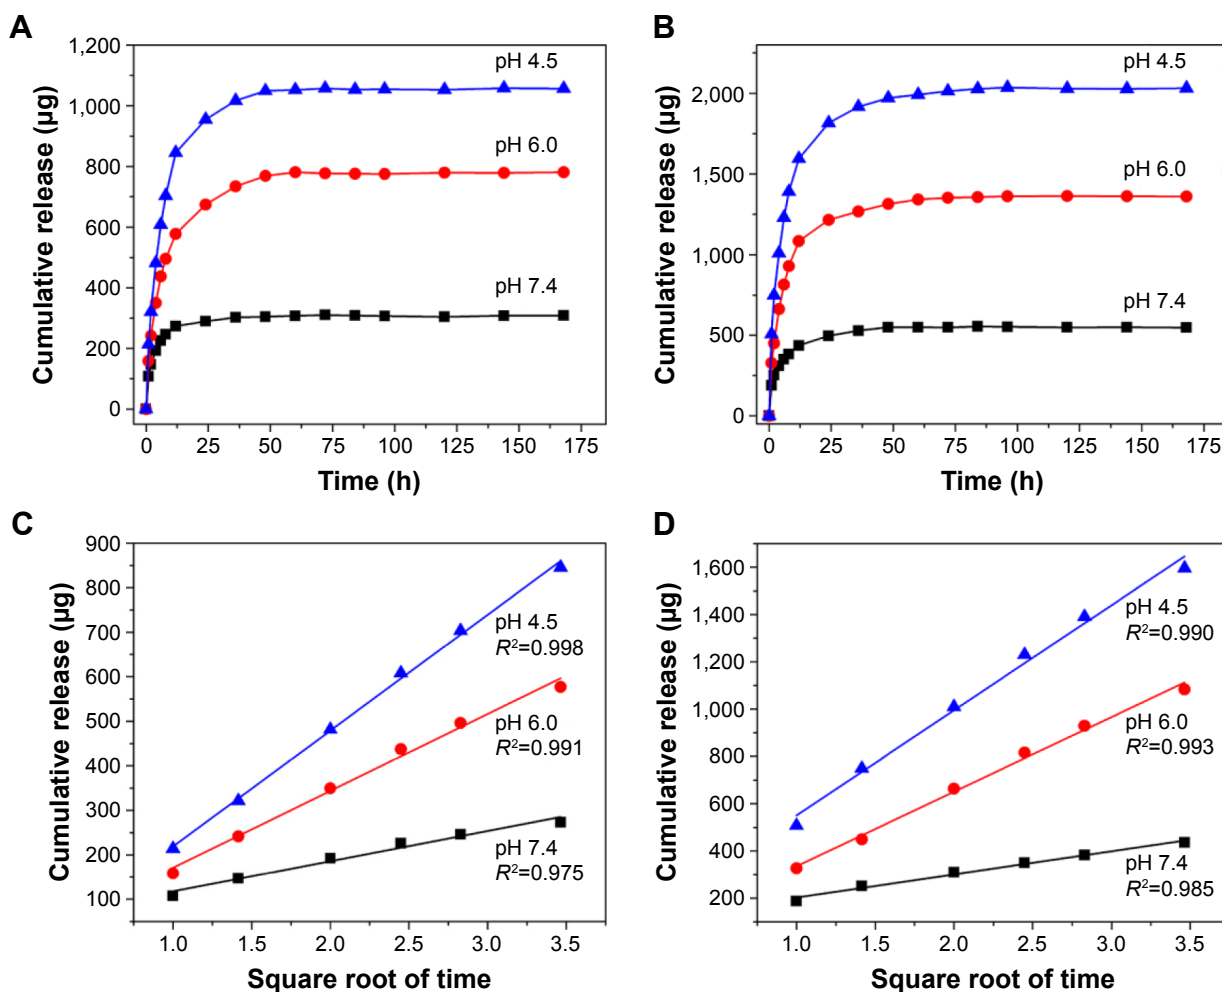 A
1,200
1,000
800
600
400
200
0
Cumulative release (µg)
pH 4.5
pH 6.0
pH 7.4
0 25 50 75 100 125 150 175
Time (h)
B
2,000
1,500
1,000
500
0
Cumulative release (µg)
pH 4.5
pH 6.0
pH 7.4
0 25 50 75 100 125 150 175
Time (h)
C
900
800
700
600
500
400
300
200
100
Cumulative release (µg)
pH 4.5
R²=0.998
pH 6.0
R²=0.991
pH 7.4
R²=0.975
1.0 1.5 2.0 2.5 3.0 3.5
Square root of time
D
1,600
1,400
1,200
1,000
800
600
400
200
Cumulative release (µg)
pH 4.5
R²=0.990
pH 6.0
R²=0.993
pH 7.4
R²=0.985
1.0 1.5 2.0 2.5 3.0 3.5
Square root of time